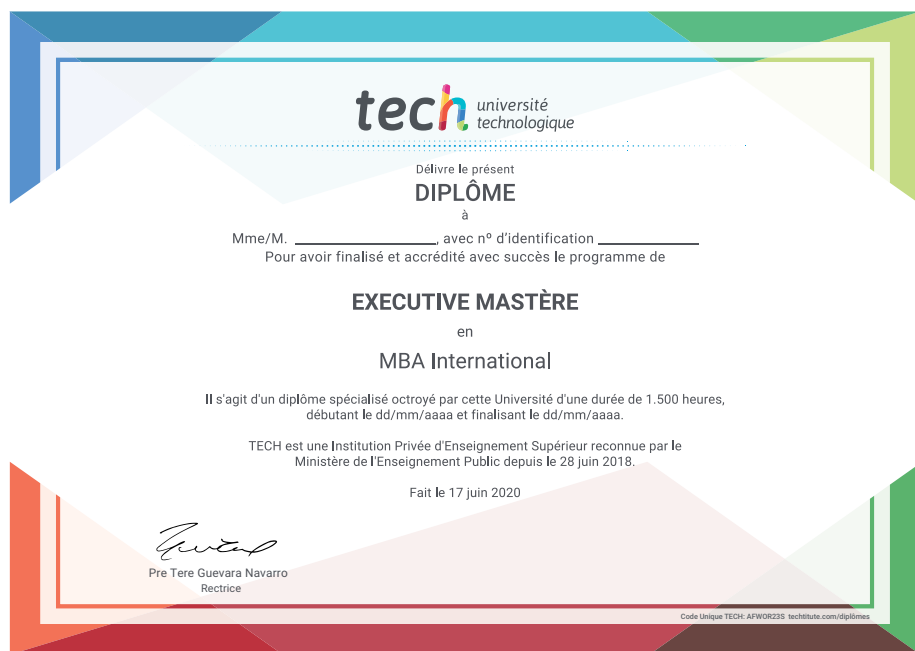 tech université
technologique
Délivre le présent
DIPLÔME
à
Mme/M. ____________________, avec nº d'identification ______________
Pour avoir finalisé et accrédité avec succès le programme de
EXECUTIVE MASTÈRE
en
MBA International
Il s'agit d'un diplôme spécialisé octroyé par cette Université d'une durée de 1.500 heures,
débutant le dd/mm/aaaa et finalisant le dd/mm/aaaa.
TECH est une Institution Privée d'Enseignement Supérieur reconnue par le
Ministère de l'Enseignement Public depuis le 28 juin 2018.
Fait le 17 juin 2020
Pre Tere Guevara Navarro
Rectrice
Code Unique TECH: AFWOR23S techtitute.com/diplômes